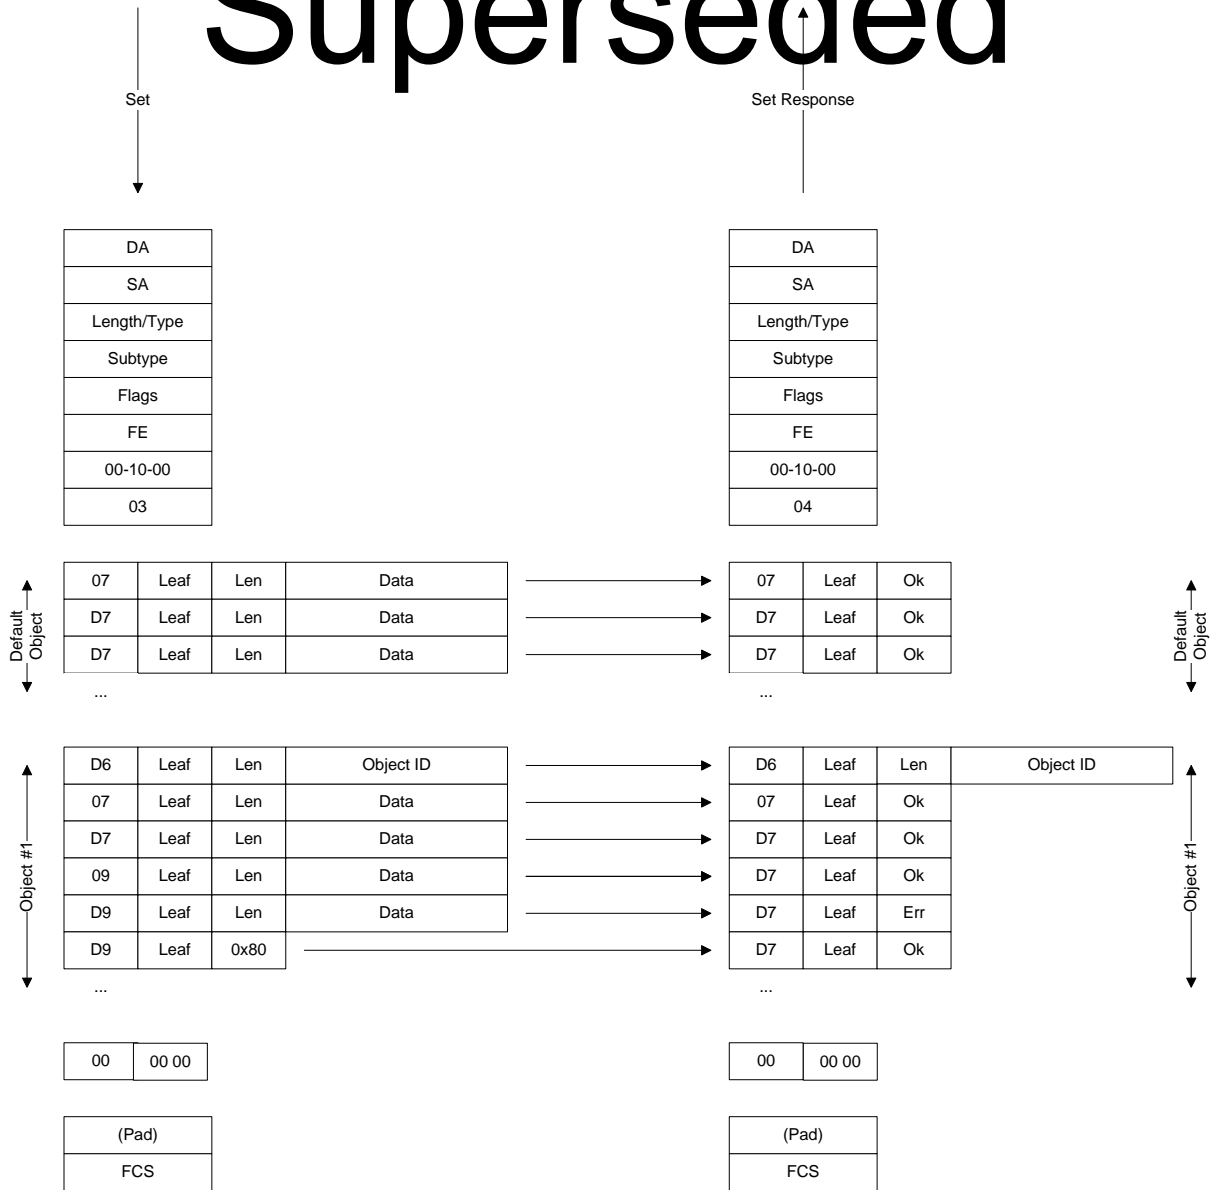 Superseded
Set Set Response
DA DA
SA SA
Length/Type Length/Type
Subtype Subtype
Flags Flags
FE FE
00-10-00 00-10-00
03 04
Default
Object
07 Leaf Len Data 07 Leaf Ok
D7 Leaf Len Data D7 Leaf Ok
D7 Leaf Len Data D7 Leaf Ok
... ...
Default
Object
Object #1
D6 Leaf Len Object ID D6 Leaf Len Object ID
07 Leaf Len Data 07 Leaf Ok
D7 Leaf Len Data D7 Leaf Ok
09 Leaf Len Data D7 Leaf Ok
D9 Leaf Len Data D7 Leaf Err
D9 Leaf 0x80 D7 Leaf Ok
... ...
Object #1
00 00 00 00 00 00
(Pad) (Pad)
FCS FCS